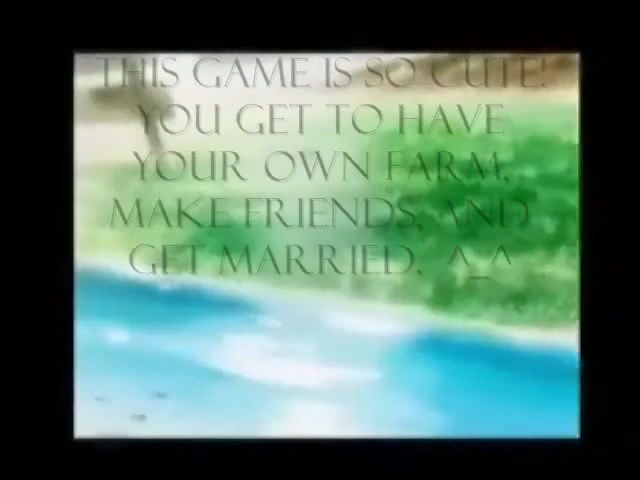 THIS GAME IS SO CUTE!
YOU GET TO HAVE
YOUR OWN FARM,
MAKE FRIENDS, AND
GET MARRIED. ^_^